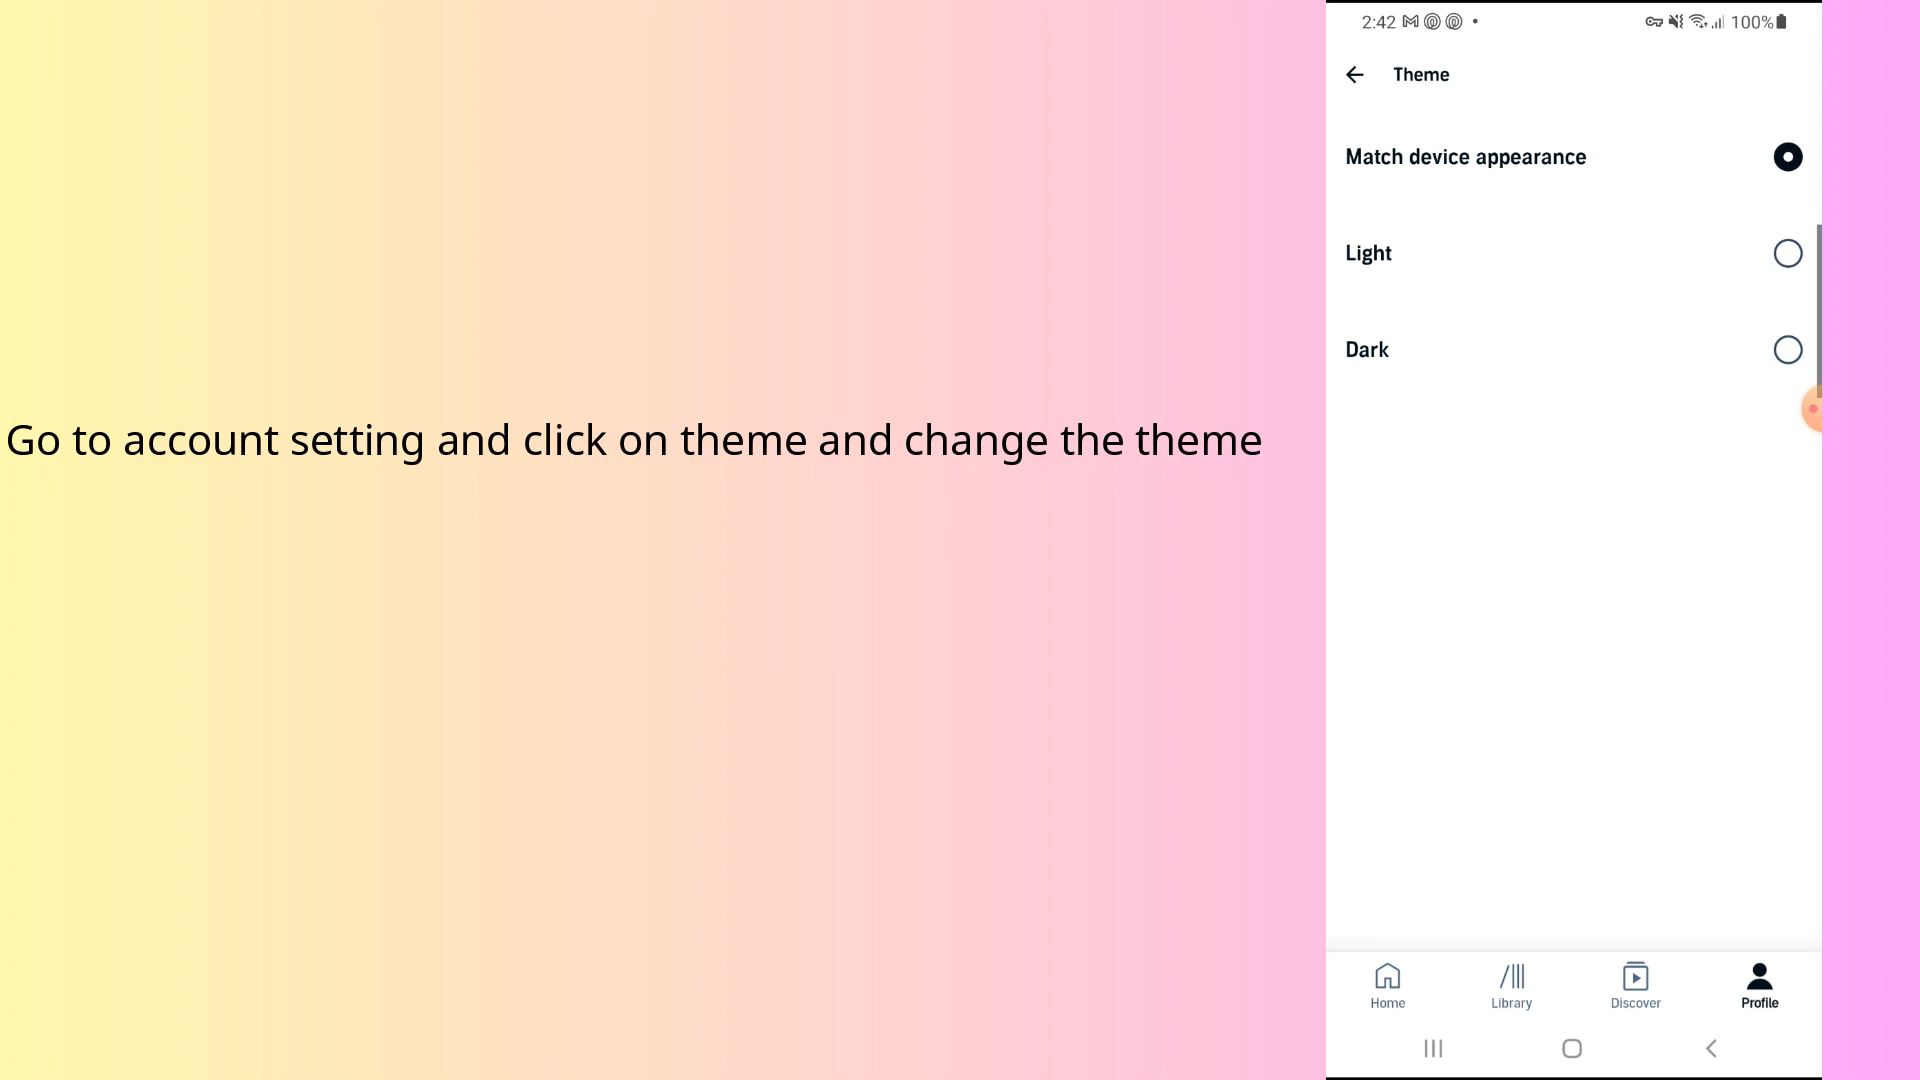 2:42
100%
Theme
Match device appearance
Light
Dark
Go to account setting and click on theme and change the theme
Home
Library
Discover
Profile